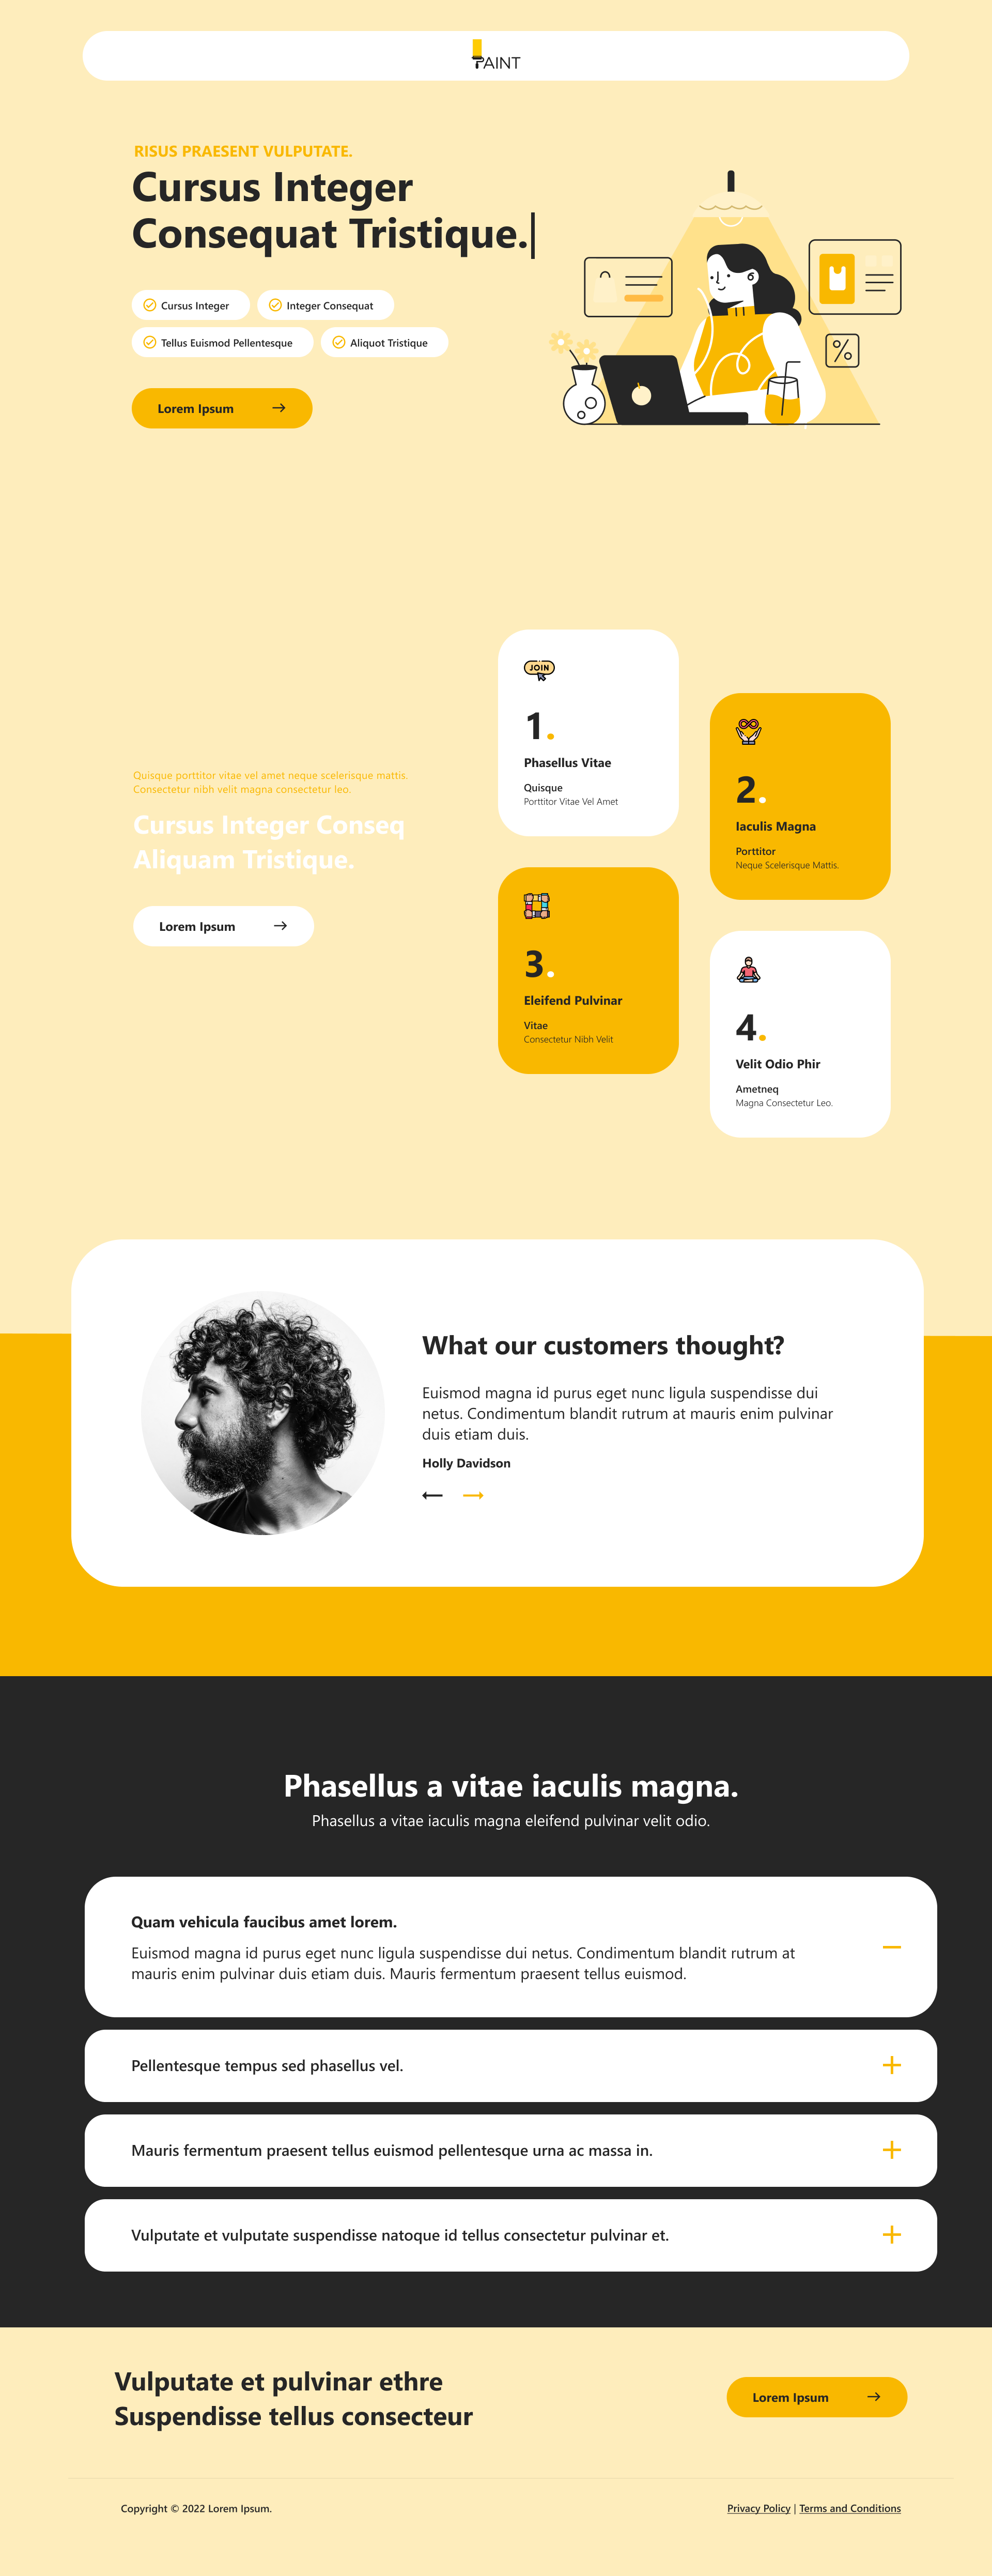 PAINT
RISUS PRAESENT VULPUTATE.
Cursus Integer
Consequat Tristique.
Cursus Integer
Integer Consequat
Tellus Euismod Pellentesque
Aliquot Tristique
Lorem Ipsum
Quisque porttitor vitae vel amet neque scelerisque mattis.
Consectetur nibh velit magna consectetur leo.
Cursus Integer Conseq
Aliquam Tristique.
Lorem Ipsum
JOIN
1.
Phasellus Vitae
Quisque
Porttitor Vitae Vel Amet
2.
Iaculis Magna
Porttitor
Neque Scelerisque Mattis.
3.
Eleifend Pulvinar
Vitae
Consectetur Nibh Velit
4.
Velit Odio Phir
Ametneq
Magna Consectetur Leo.
What our customers thought?
Euismod magna id purus eget nunc ligula suspendisse dui
netus. Condimentum blandit rutrum at mauris enim pulvinar
duis etiam duis.
Holly Davidson
Phasellus a vitae iaculis magna.
Phasellus a vitae iaculis magna eleifend pulvinar velit odio.
Quam vehicula faucibus amet lorem.
Euismod magna id purus eget nunc ligula suspendisse dui netus. Condimentum blandit rutrum at
mauris enim pulvinar duis etiam duis. Mauris fermentum praesent tellus euismod.
Pellentesque tempus sed phasellus vel.
Mauris fermentum praesent tellus euismod pellentesque urna ac massa in.
Vulputate et vulputate suspendisse natoque id tellus consectetur pulvinar et.
Vulputate et pulvinar ethre
Suspendisse tellus consecteur
Lorem Ipsum
Copyright © 2022 Lorem Ipsum.
Privacy Policy | Terms and Conditions